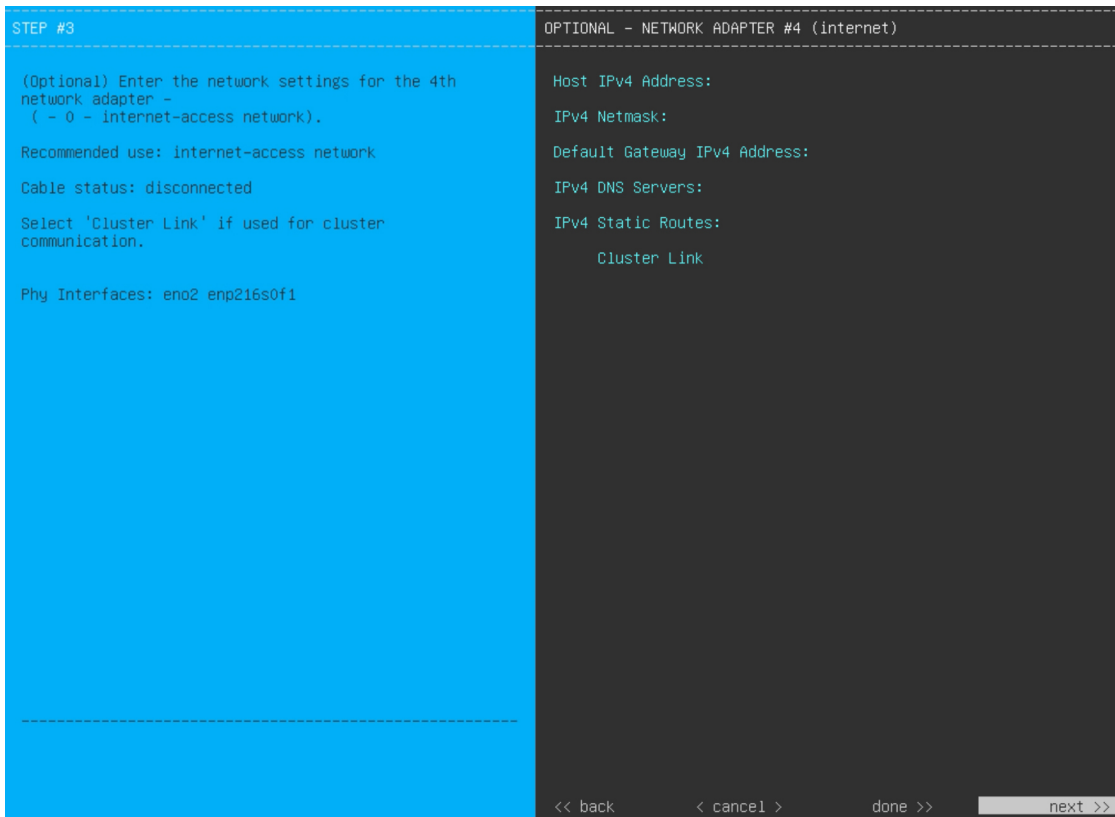 STEP #3
(Optional) Enter the network settings for the 4th
network adapter -
( - 0 - internet-access network).
Recommended use: internet-access network
Cable status: disconnected
Select 'Cluster Link' if used for cluster
communication.
Phy Interfaces: eno2 enp216s0f1
OPTIONAL - NETWORK ADAPTER #4 (internet)
Host IPv4 Address:
IPv4 Netmask:
Default Gateway IPv4 Address:
IPv4 DNS Servers:
IPv4 Static Routes:
Cluster Link
<< back < cancel > done >> next >>